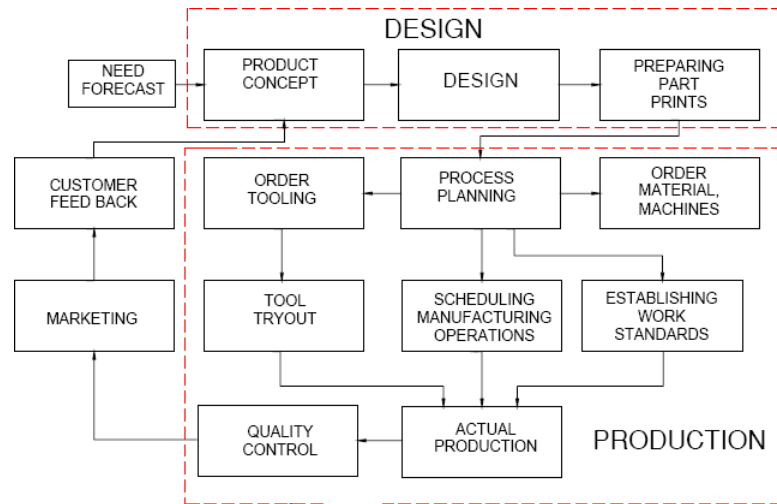 DESIGN
NEED
FORECAST
PRODUCT
CONCEPT
DESIGN
PREPARING
PART
PRINTS
CUSTOMER
FEED BACK
ORDER
TOOLING
PROCESS
PLANNING
ORDER
MATERIAL,
MACHINES
MARKETING
TOOL
TRYOUT
SCHEDULING
MANUFACTURING
OPERATIONS
ESTABLISHING
WORK
STANDARDS
QUALITY
CONTROL
ACTUAL
PRODUCTION
PRODUCTION